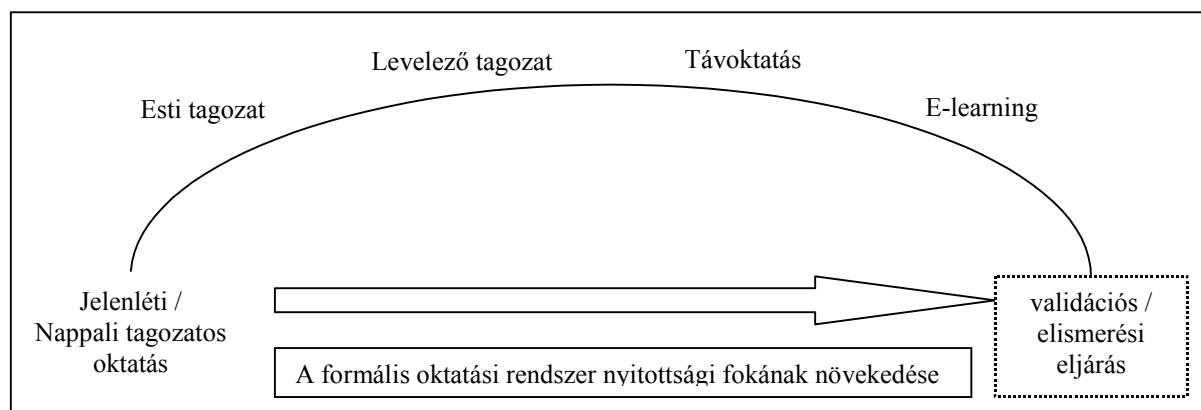 Levelező tagozat
Távoktatás
Esti tagozat
E-learning
Jelenléti /
Nappali tagozatos
oktatás
validációs /
elismerési
eljárás
A formális oktatási rendszer nyitottsági fokának növekedése